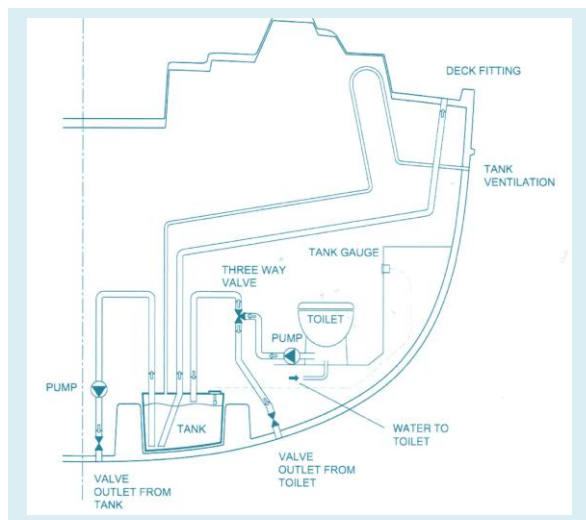 DECK FITTING
TANK
VENTILATION
TANK GAUGE
THREE WAY
VALVE
TOILET
PUMP
PUMP
TANK
WATER TO
TOILET
VALVE
OUTLET FROM
TOILET
VALVE
OUTLET FROM
TANK